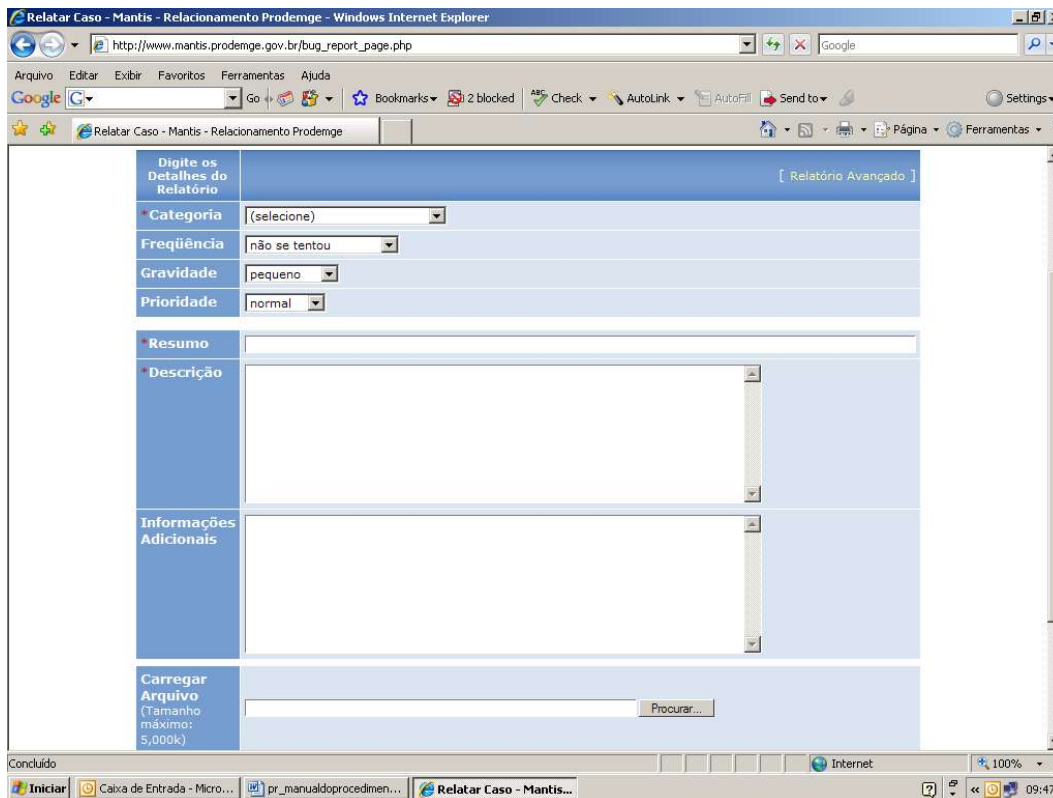 Relatar Caso - Mantis - Relacionamento Prodemge - Windows Internet Explorer
http://www.mantis.prodemge.gov.br/bug_report_page.php
Google
Arquivo Editar Exibir Favoritos Ferramentas Ajuda
Google G Go Bookmarks 2 blocked ABC Check AutoLink AutoFill Send to Settings
Relatar Caso - Mantis - Relacionamento Prodemge
Página Ferramentas
Digite os
Detalhes do
Relatório
[ Relatório Avançado ]
*Categoria (selecione)
Freqüência não se tentou
Gravidade pequeno
Prioridade normal
*Resumo
*Descrição
Informações
Adicionais
Carregar
Arquivo
(Tamanho
máximo:
5,000k)
Procurar...
Concluído Internet 100%
Iniciar Caixa de Entrada - Micro... pr_manualdoprocedimen... Relatar Caso - Mantis... 09:47